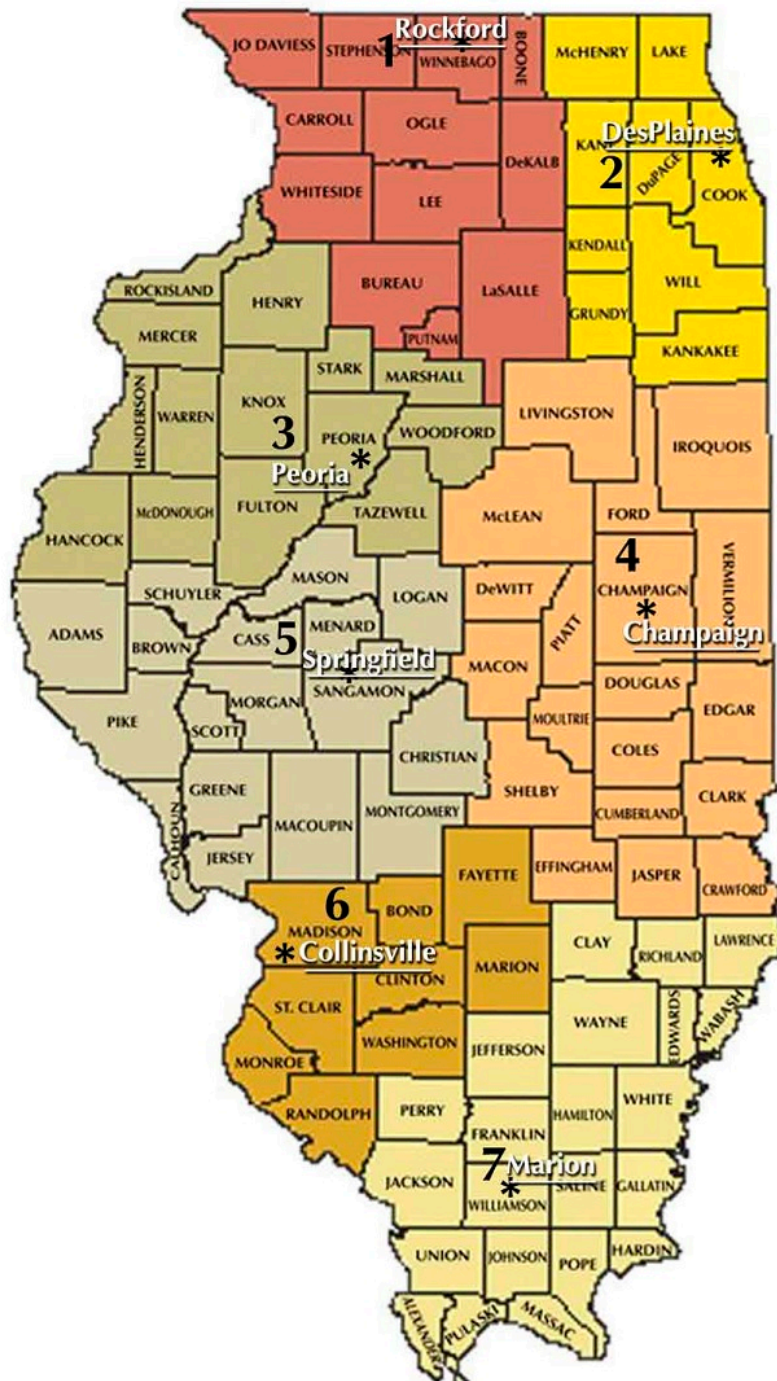 Rockford
1
JO DAVIESS
STEPHENSON
WINNEBAGO
BOONE
McHENRY
LAKE
CARROLL
OGLE
DeKALB
KANE
DesPlaines
2
DuPAGE
COOK
WHITESIDE
LEE
KENDALL
BUREAU
LaSALLE
WILL
GRUNDY
PUTNAM
KANKAKEE
ROCKISLAND
HENRY
MERCER
STARK
MARSHALL
KNOX
HENDERSON
WARREN
3
PEORIA
Peoria
WOODFORD
LIVINGSTON
IROQUOIS
HANCOCK
McDONOUGH
FULTON
TAZEWELL
McLEAN
FORD
4
CHAMPAIGN
Champaign
VERMILION
SCHUYLER
MASON
LOGAN
DeWITT
PIATT
ADAMS
BROWN
CASS
5
MENARD
Springfield
SANGAMON
MACON
PIKE
SCOTT
MORGAN
CHRISTIAN
MOULTRIE
DOUGLAS
EDGAR
COLES
SHELBY
CUMBERLAND
CLARK
CALHOUN
GREENE
MACOUPIN
MONTGOMERY
JERSEY
FAYETTE
EFFINGHAM
JASPER
CRAWFORD
6
MADISON
Collinsville
BOND
CLINTON
MARION
CLAY
RICHLAND
LAWRENCE
ST. CLAIR
WASHINGTON
JEFFERSON
WAYNE
EDWARDS
WABASH
MONROE
RANDOLPH
PERRY
HAMILTON
WHITE
FRANKLIN
7
Marion
JACKSON
WILLIAMSON
SALINE
GALLATIN
UNION
JOHNSON
POPE
HARDIN
ALEXANDER
PULASKI
MASSAC